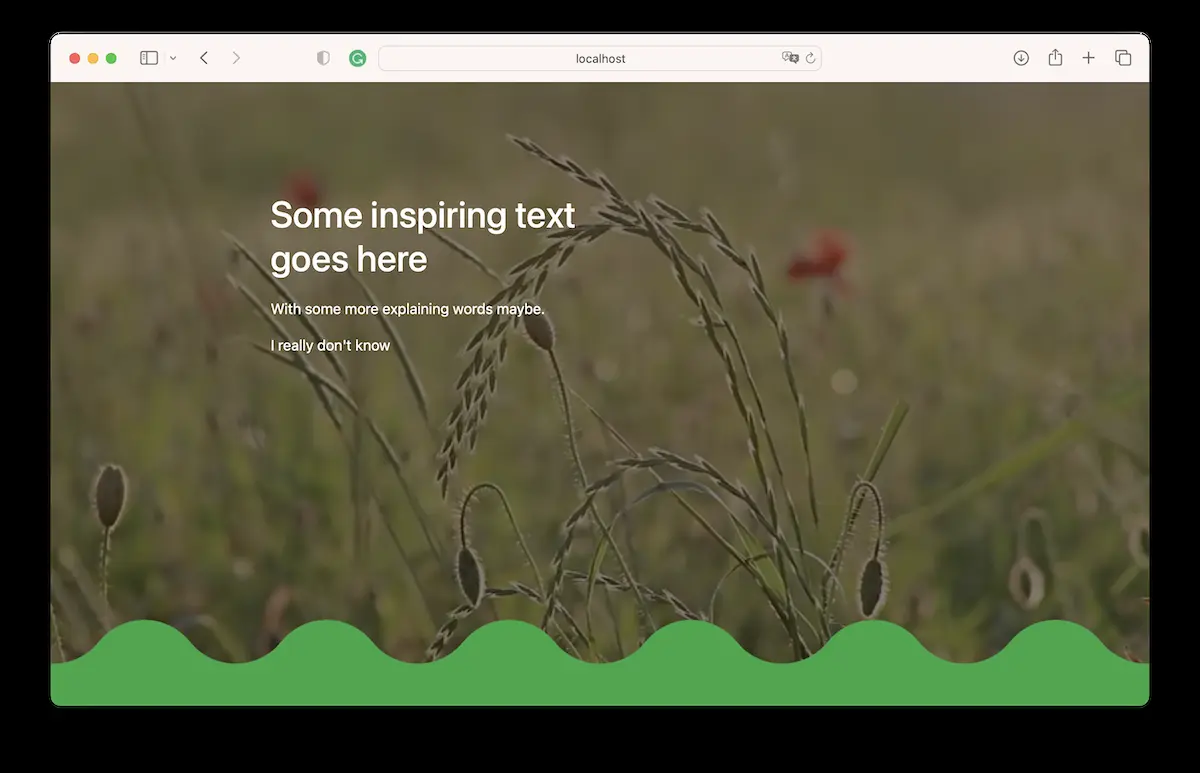 localhost
Some inspiring text
goes here
With some more explaining words maybe.
I really don't know